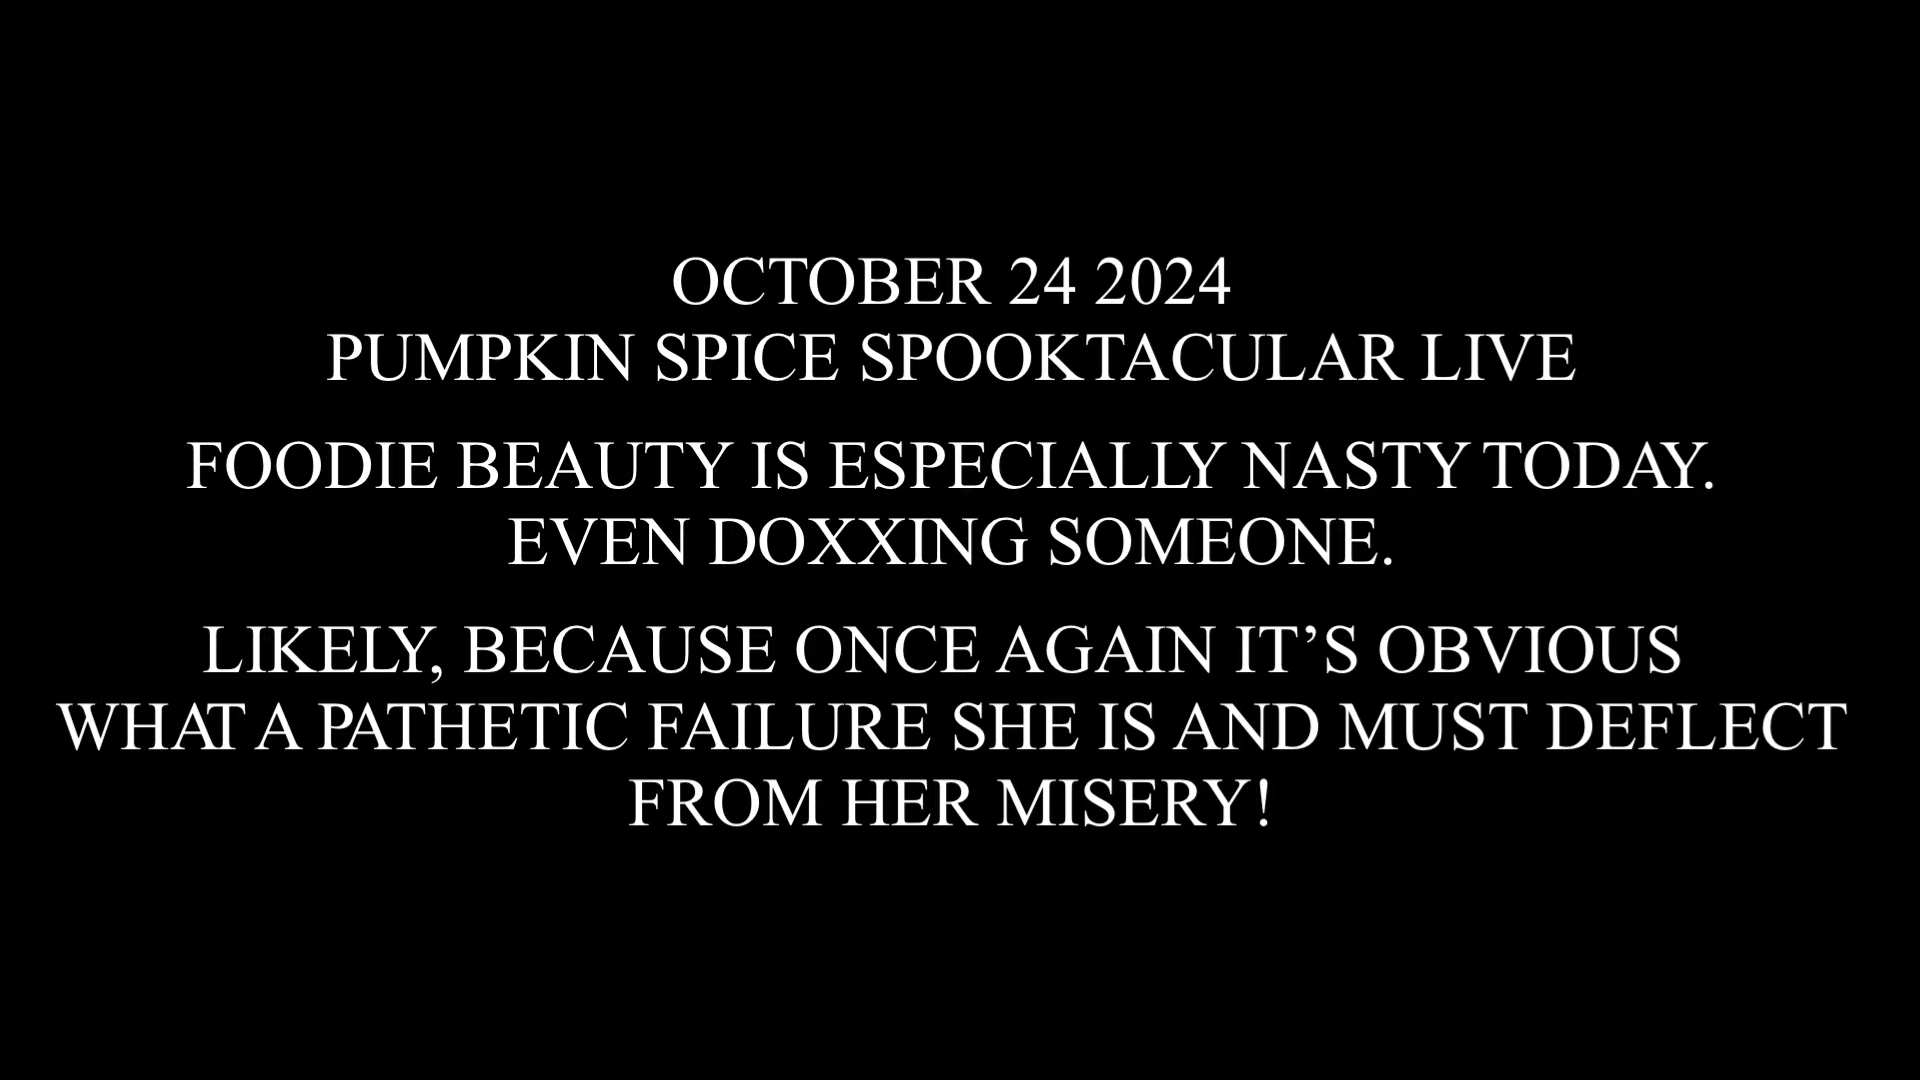 OCTOBER 24 2024
PUMPKIN SPICE SPOOKTACULAR LIVE
FOODIE BEAUTY IS ESPECIALLY NASTY TODAY.
EVEN DOXXING SOMEONE.
LIKELY, BECAUSE ONCE AGAIN IT’S OBVIOUS
WHAT A PATHETIC FAILURE SHE IS AND MUST DEFLECT
FROM HER MISERY!